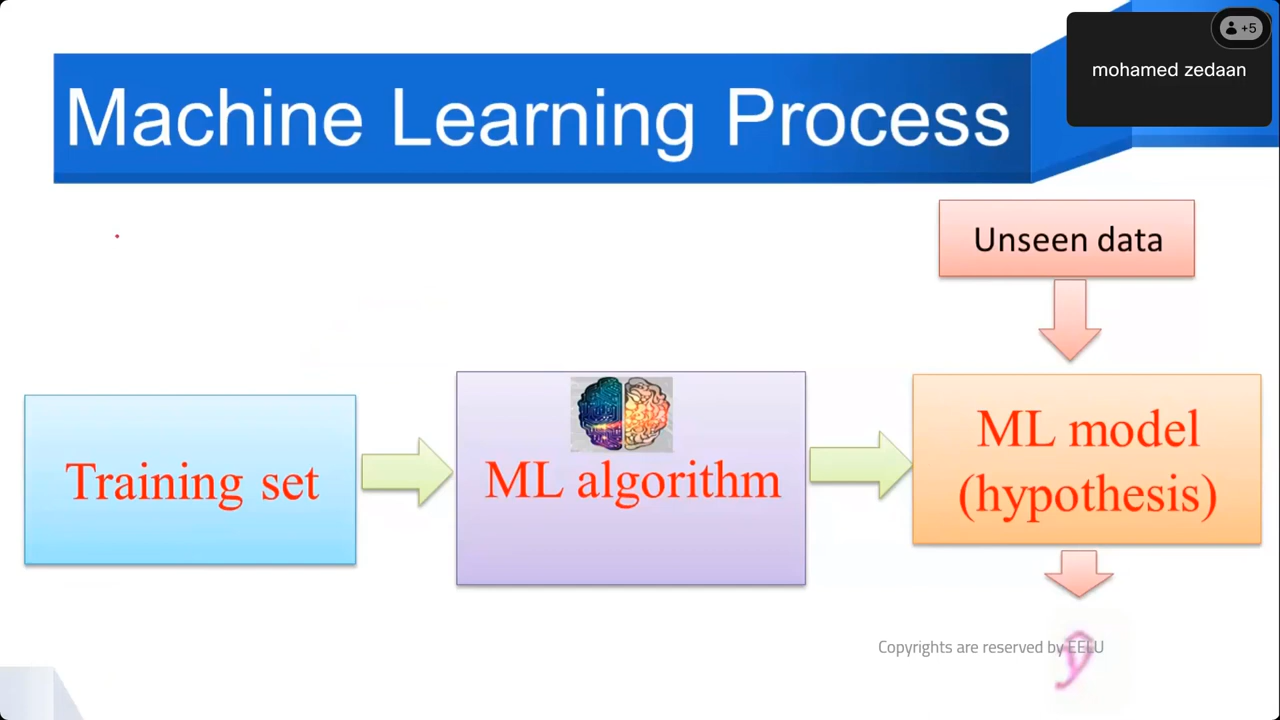 +5
mohamed zedaan
Machine Learning Process
Unseen data
Training set
ML algorithm
ML model
(hypothesis)
Copyrights are reserved by EELU
y